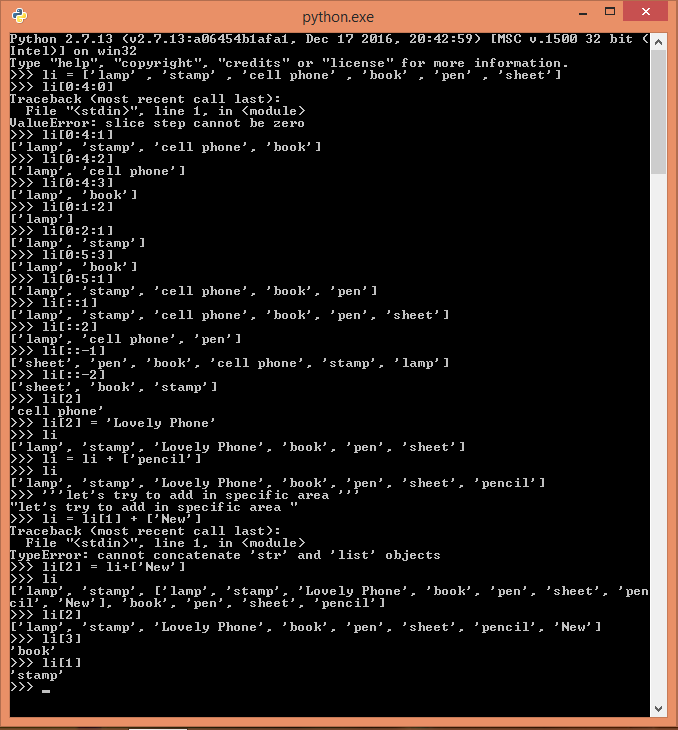 python.exe
Python 2.7.13 (v2.7.13:a06454b1afa1, Dec 17 2016, 20:42:59) [MSC v.1500 32 bit (
Intel)] on win32
Type "help", "copyright", "credits" or "license" for more information.
>>> li = ['lamp' , 'stamp' , 'cell phone' , 'book' , 'pen' , 'sheet']
>>> li[0:4:0]
Traceback (most recent call last):
  File "<stdin>", line 1, in <module>
ValueError: slice step cannot be zero
>>> li[0:4:1]
['lamp', 'stamp', 'cell phone', 'book']
>>> li[0:4:2]
['lamp', 'cell phone']
>>> li[0:4:3]
['lamp', 'book']
>>> li[0:1:2]
['lamp']
>>> li[0:2:1]
['lamp', 'stamp']
>>> li[0:5:3]
['lamp', 'book']
>>> li[0:5:1]
['lamp', 'stamp', 'cell phone', 'book', 'pen']
>>> li[::1]
['lamp', 'stamp', 'cell phone', 'book', 'pen', 'sheet']
>>> li[::2]
['lamp', 'cell phone', 'pen']
>>> li[::-1]
['sheet', 'pen', 'book', 'cell phone', 'stamp', 'lamp']
>>> li[::-2]
['sheet', 'book', 'stamp']
>>> li[2]
'cell phone'
>>> li[2] = 'Lovely Phone'
>>> li
['lamp', 'stamp', 'Lovely Phone', 'book', 'pen', 'sheet']
>>> li = li + ['pencil']
>>> li
['lamp', 'stamp', 'Lovely Phone', 'book', 'pen', 'sheet', 'pencil']
>>> '''let's try to add in specific area '''
"let's try to add in specific area "
>>> li = li[1] + ['New']
Traceback (most recent call last):
  File "<stdin>", line 1, in <module>
TypeError: cannot concatenate 'str' and 'list' objects
>>> li[2] = li+['New']
>>> li
['lamp', 'stamp', ['lamp', 'stamp', 'Lovely Phone', 'book', 'pen', 'sheet', 'pen
cil', 'New'], 'book', 'pen', 'sheet', 'pencil']
>>> li[2]
['lamp', 'stamp', 'Lovely Phone', 'book', 'pen', 'sheet', 'pencil', 'New']
>>> li[3]
'book'
>>> li[1]
'stamp'
>>> _